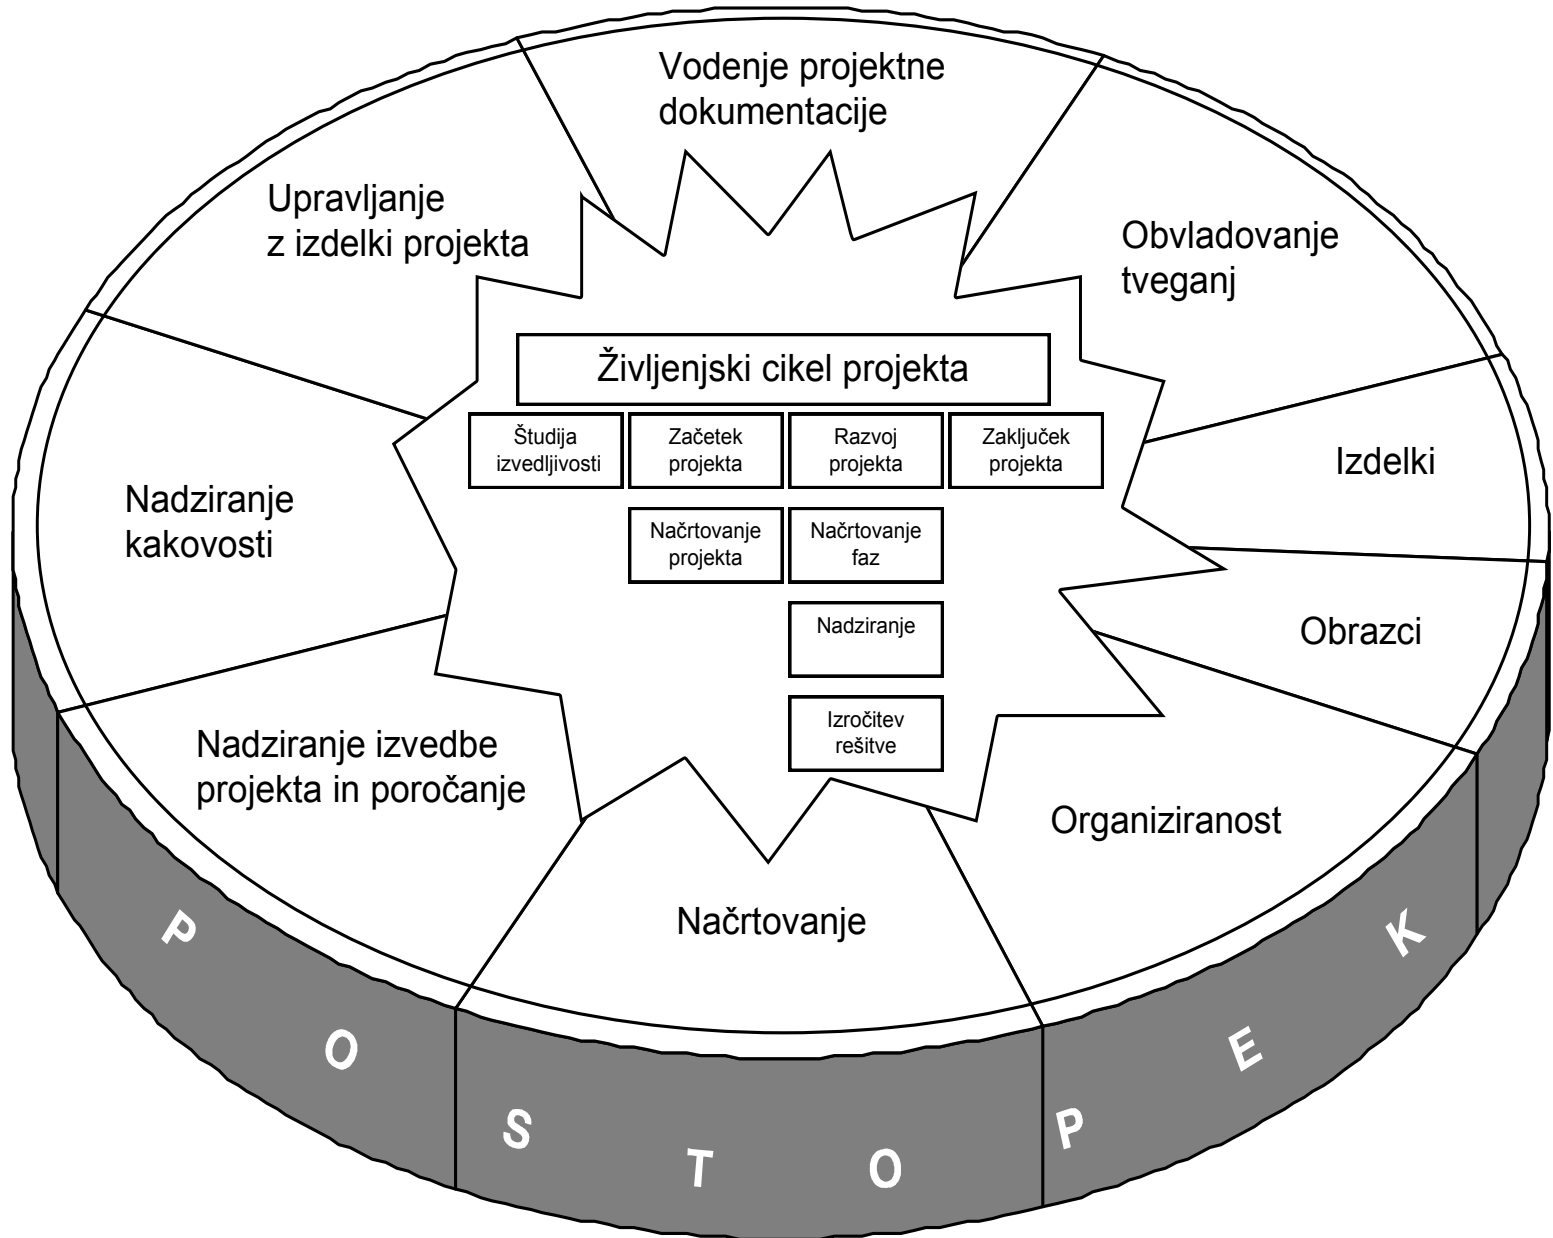 Vodenje projektne
dokumentacije
Upravljanje
z izdelki projekta
Obvladovanje
tveganj
Življenjski cikel projekta
Študija
izvedljivosti
Začetek
projekta
Razvoj
projekta
Zaključek
projekta
Izdelki
Nadziranje
kakovosti
Načrtovanje
projekta
Načrtovanje
faz
Nadziranje
Obrazci
Izročitev
rešitve
Nadziranje izvedbe
projekta in poročanje
Organiziranost
Načrtovanje
POSTOPEK